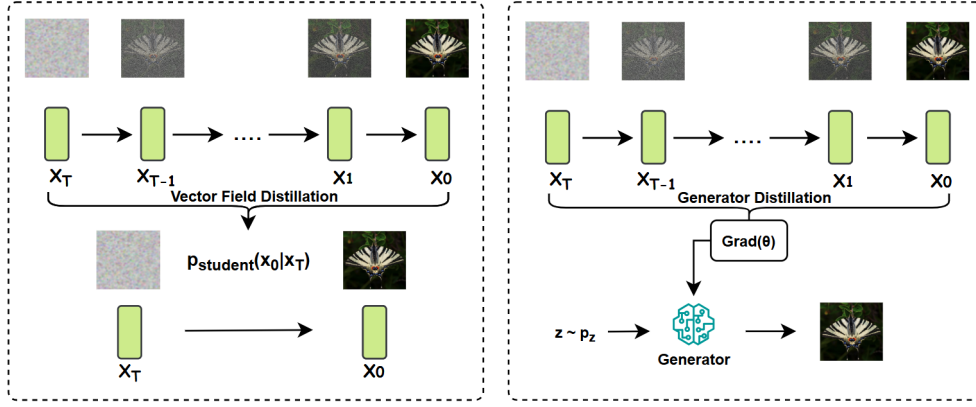 X_T X_T-1 .... X_1 X_0
Vector Field Distillation
p_student(x_0|x_T)
X_T X_0
X_T X_T-1 .... X_1 X_0
Generator Distillation
Grad(θ)
z ~ p_z
Generator